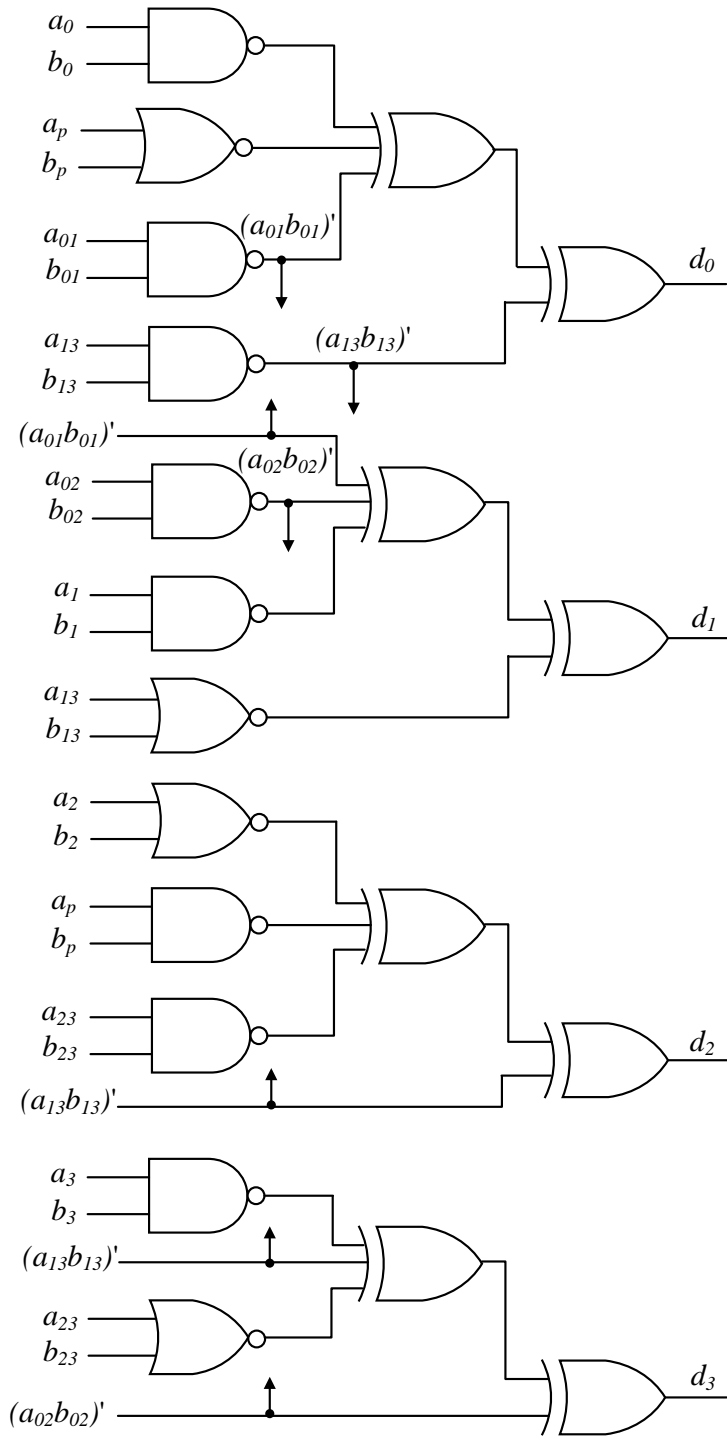 a₀
b₀
aₚ
bₚ
a₀₁
b₀₁
(a₀₁b₀₁)'
d₀
a₁₃
b₁₃
(a₁₃b₁₃)'
(a₀₁b₀₁)'
a₀₂
b₀₂
(a₀₂b₀₂)'
a₁
b₁
d₁
a₁₃
b₁₃
a₂
b₂
aₚ
bₚ
a₂₃
b₂₃
d₂
(a₁₃b₁₃)'
a₃
b₃
(a₁₃b₁₃)'
a₂₃
b₂₃
d₃
(a₀₂b₀₂)'